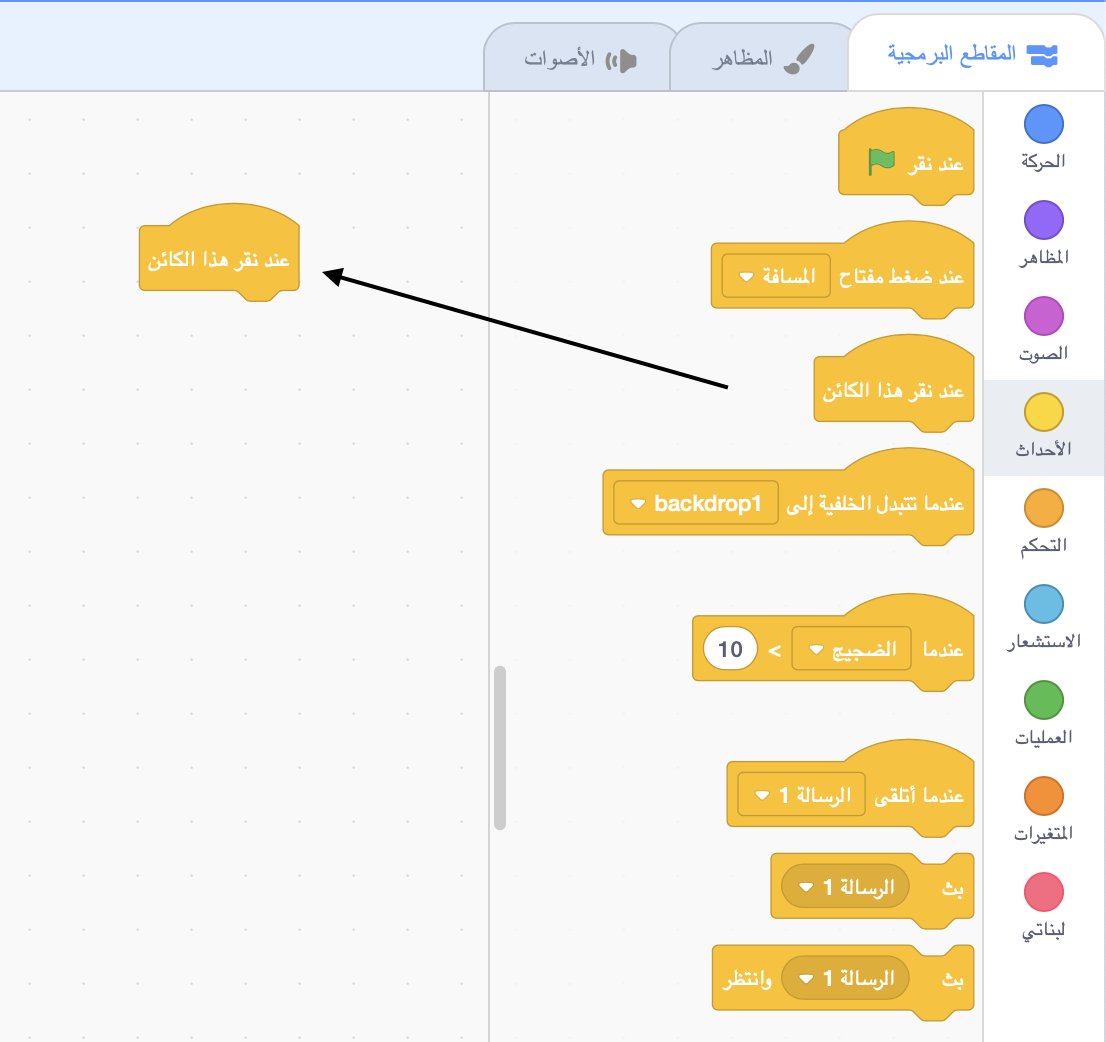 المقاطع البرمجية
المظاهر
الأصوات
الحركة
المظاهر
الصوت
الأحداث
التحكم
الاستشعار
العمليات
المتغيرات
لبناتي
عند نقر
عند ضغط مفتاح المسافة
عند نقر هذا الكائن
عندما تتبدل الخلفية إلى backdrop1
عندما الضجيج > 10
عندما أتلقى الرسالة 1
بث الرسالة 1
بث الرسالة 1 وانتظر
عند نقر هذا الكائن